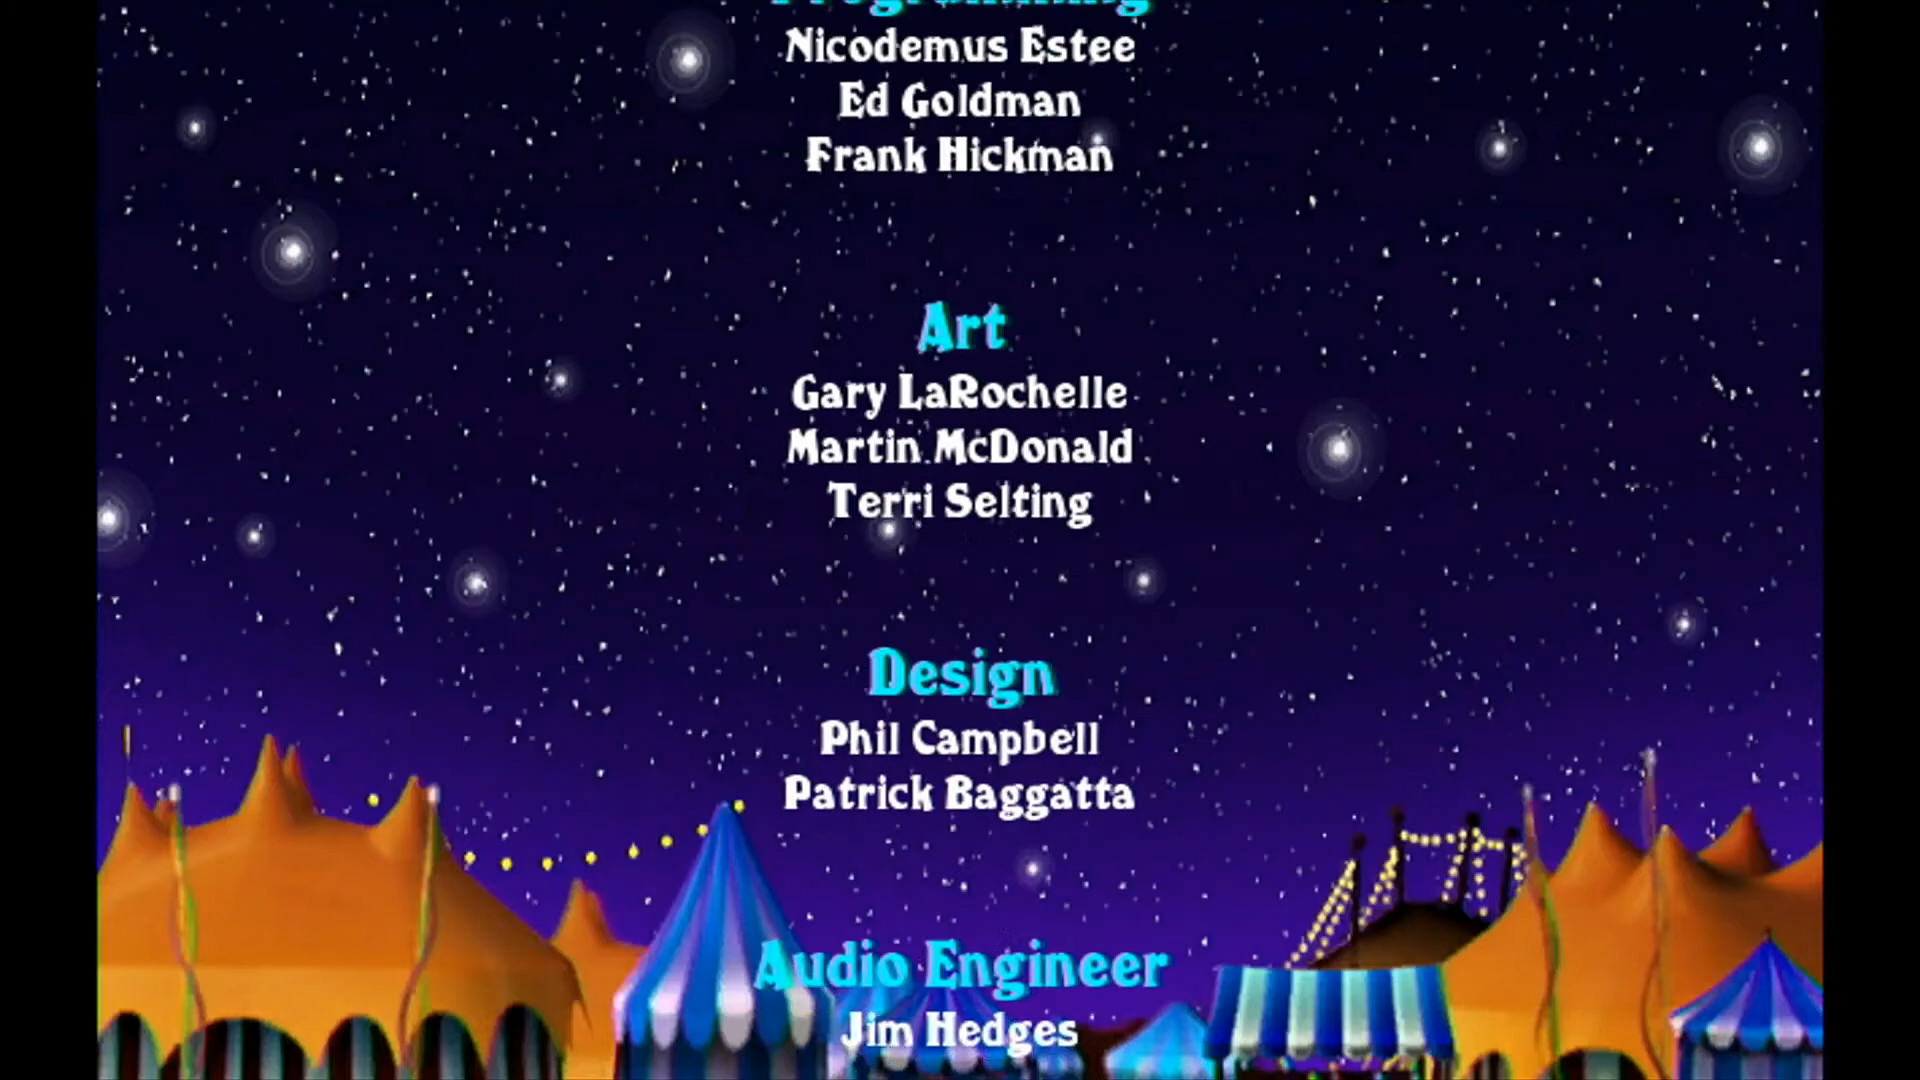 Programming
Nicodemus Estee
Ed Goldman
Frank Hickman
Art
Gary LaRochelle
Martin McDonald
Terri Selting
Design
Phil Campbell
Patrick Baggatta
Audio Engineer
Jim Hedges